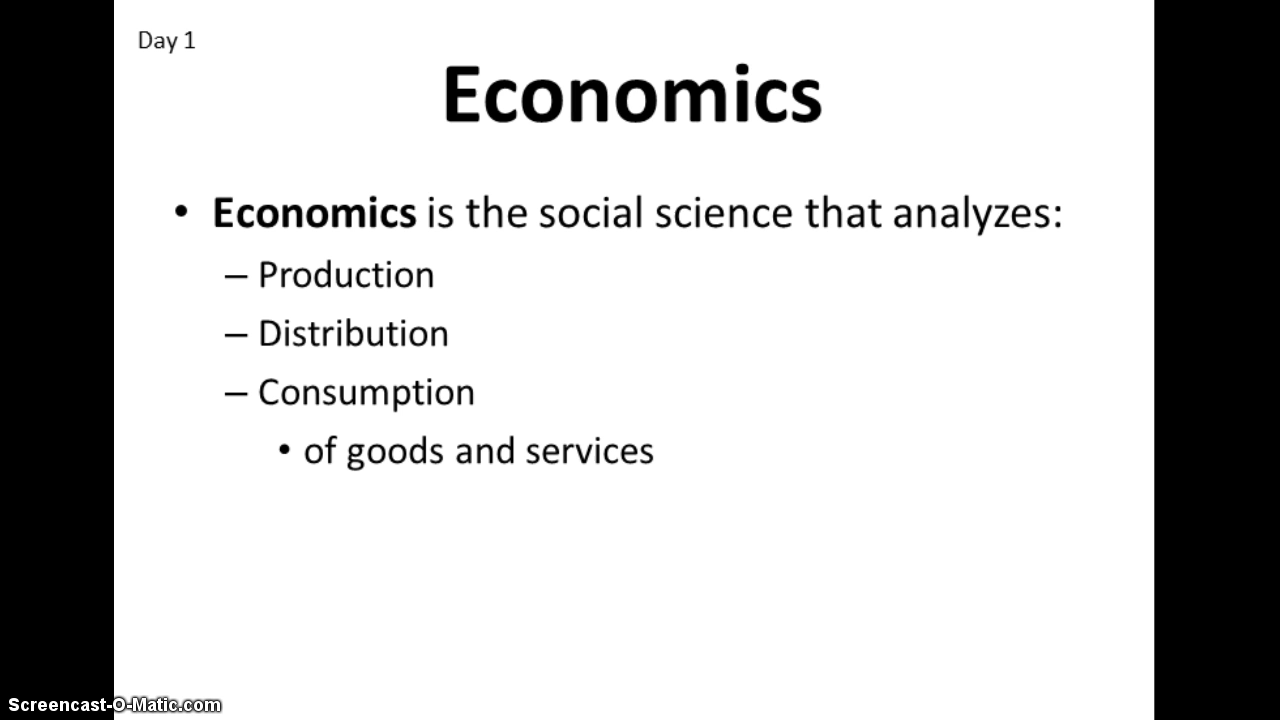 Day 1
Economics
• Economics is the social science that analyzes:
– Production
– Distribution
– Consumption
• of goods and services
Screencast-O-Matic.com